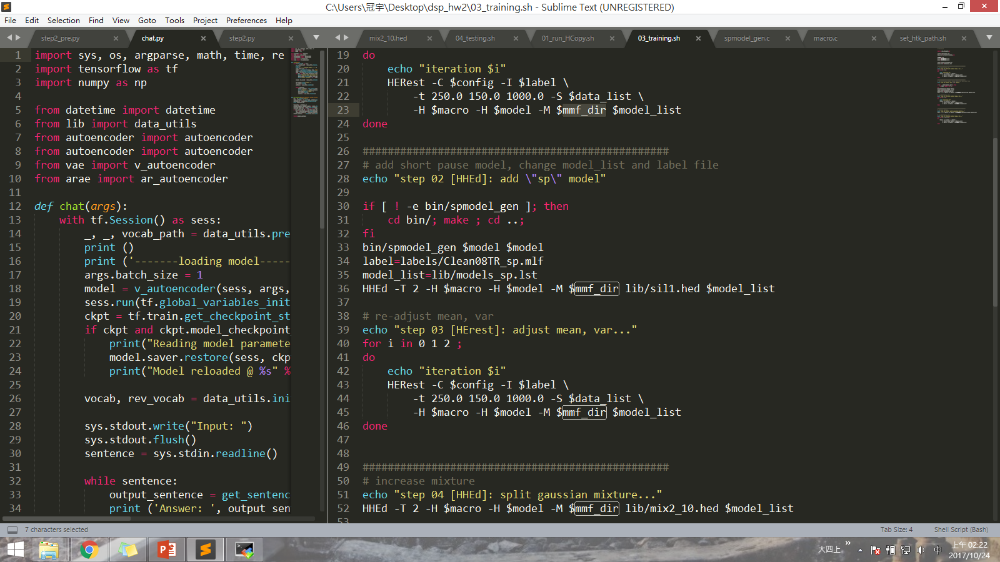 C:\Users\冠宇\Desktop\dsp_hw2\03_training.sh - Sublime Text (UNREGISTERED)
File Edit Selection Find View Goto Tools Project Preferences Help
step2_pre.py chat.py step2.py
1 import sys, os, argparse, math, time, re
2 import tensorflow as tf
3 import numpy as np
4
5 from datetime import datetime
6 from lib import data_utils
7 from autoencoder import autoencoder
8 from autoencoder import autoencoder
9 from vae import v_autoencoder
10 from arae import ar_autoencoder
11
12 def chat(args):
13 with tf.Session() as sess:
14 _, _, vocab_path = data_utils.pre
15 print ()
16 print ('-------loading model-----
17 args.batch_size = 1
18 model = v_autoencoder(sess, args,
19 sess.run(tf.global_variables_init
20 ckpt = tf.train.get_checkpoint_st
21 if ckpt and ckpt.model_checkpoint
22 print("Reading model paramete
23 model.saver.restore(sess, ckp
24 print("Model reloaded @ %s" %
25
26 vocab, rev_vocab = data_utils.ini
27
28 sys.stdout.write("Input: ")
29 sys.stdout.flush()
30 sentence = sys.stdin.readline()
31
32 while sentence:
33 output_sentence = get_sentenc
34 print ('Answer: ', output sen
mix2_10.hed 04_testing.sh 01_run_HCopy.sh 03_training.sh spmodel_gen.c macro.c set_htk_path.sh
19 do
20 echo "iteration $i"
21 HERest -C $config -I $label \
22 -t 250.0 150.0 1000.0 -S $data_list \
23 -H $macro -H $model -M $mmf_dir $model_list
24 done
25
26 #################################################
27 # add short pause model, change model_list and label file
28 echo "step 02 [HHEd]: add \"sp\" model"
29
30 if [ ! -e bin/spmodel_gen ]; then
31 cd bin/; make ; cd ..;
32 fi
33 bin/spmodel_gen $model $model
34 label=labels/Clean08TR_sp.mlf
35 model_list=lib/models_sp.lst
36 HHEd -T 2 -H $macro -H $model -M $mmf_dir lib/sil1.hed $model_list
37
38 # re-adjust mean, var
39 echo "step 03 [HErest]: adjust mean, var..."
40 for i in 0 1 2 ;
41 do
42 echo "iteration $i"
43 HERest -C $config -I $label \
44 -t 250.0 150.0 1000.0 -S $data_list \
45 -H $macro -H $model -M $mmf_dir $model_list
46 done
47
48
49 #################################################
50 # increase mixture
51 echo "step 04 [HHEd]: split gaussian mixture..."
52 HHEd -T 2 -H $macro -H $model -M $mmf_dir lib/mix2_10.hed $model_list
53
7 characters selected
Tab Size: 4 Shell Script (Bash)
大四上 中 上午 02:22
2017/10/24